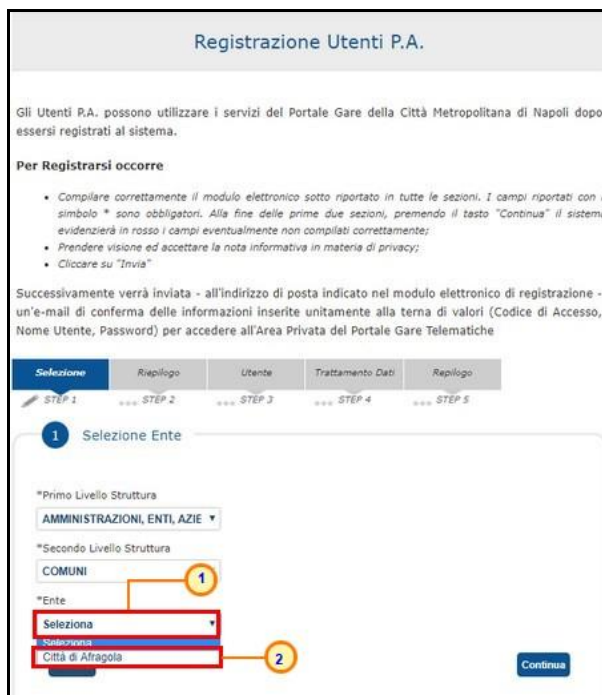 Registrazione Utenti P.A.
Gli Utenti P.A. possono utilizzare i servizi del Portale Gare della Città Metropolitana di Napoli dopo
essersi registrati al sistema.
Per Registrarsi occorre
• Compilare correttamente il modulo elettronico sotto riportato in tutte le sezioni. I campi riportati con
simbolo * sono obbligatori. Alla fine delle prime due sezioni, premendo il tasto "Continua" il sistema
evidenzierà in rosso i campi eventualmente non compilati correttamente;
• Prendere visione ed accettare la nota informativa in materia di privacy;
• Cliccare su "Invia"
Successivamente verrà inviata - all'indirizzo di posta indicato nel modulo elettronico di registrazione -
un'e-mail di conferma delle informazioni inserite unitamente alla terna di valori (Codice di Accesso,
Nome Utente, Password) per accedere all'Area Privata del Portale Gare Telematiche
Selezione Riepilogo Utente Trattamento Dati Repilogo
STEP 1 STEP 2 STEP 3 STEP 4 STEP 5
1 Selezione Ente
*Primo Livello Struttura
AMMINISTRAZIONI, ENTI, AZIE
*Secondo Livello Struttura
COMUNI
1
*Ente
Seleziona
Seleziona
Città di Afragola
2
Continua